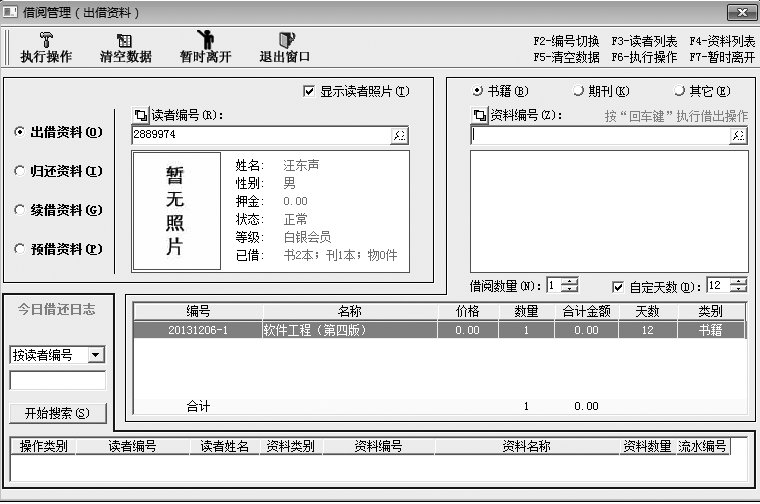 借阅管理（出借资料）
执行操作 清空数据 暂时离开 退出窗口
F2-编号切换 F3-读者列表 F4-资料列表
F5-清空数据 F6-执行操作 F7-暂时离开
显示读者照片(T)
书籍(B) 期刊(K) 其它(E)
读者编号(R):
资料编号(Z): 按“回车键”执行借出操作
2889974
出借资料(O)
归还资料(I)
续借资料(G)
预借资料(P)
暂无照片
姓名: 汪东声
性别: 男
押金: 0.00
状态: 正常
等级: 白银会员
已借: 书2本; 刊1本; 物0件
借阅数量(N): 1 自定天数(D): 12
今日借还日志
按读者编号
开始搜索(S)
编号 名称 价格 数量 合计金额 天数 类别
20131206-1 软件工程（第四版） 0.00 1 0.00 12 书籍
合计 1 0.00
操作类别 读者编号 读者姓名 资料类别 资料编号 资料名称 资料数量 流水编号